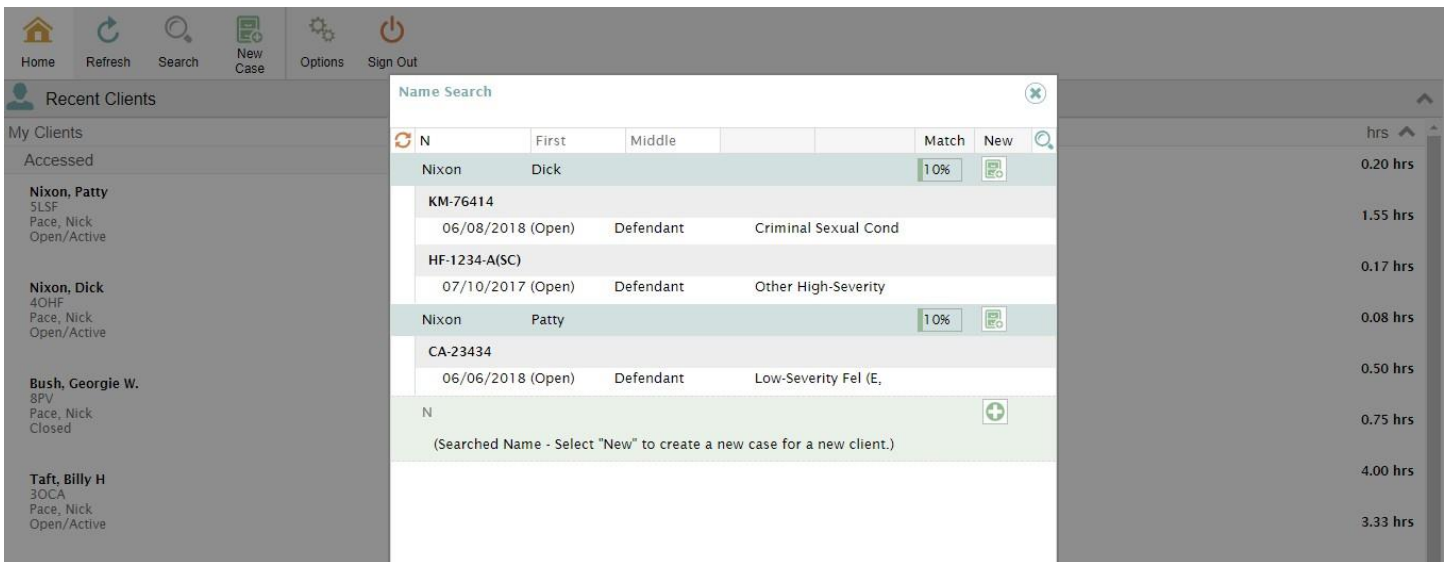 Home Refresh Search New Case Options Sign Out
Recent Clients
My Clients
Accessed
Nixon, Patty
5LSF
Pace, Nick
Open/Active
Nixon, Dick
4OHF
Pace, Nick
Open/Active
Bush, Georgie W.
8PV
Pace, Nick
Closed
Taft, Billy H
3OCA
Pace, Nick
Open/Active
Name Search
N First Middle Match New
Nixon Dick 10%
KM-76414
06/08/2018 (Open) Defendant Criminal Sexual Cond
HF-1234-A(SC)
07/10/2017 (Open) Defendant Other High-Severity
Nixon Patty 10%
CA-23434
06/06/2018 (Open) Defendant Low-Severity Fel (E,
N
(Searched Name - Select "New" to create a new case for a new client.)
hrs
0.20 hrs
1.55 hrs
0.17 hrs
0.08 hrs
0.50 hrs
0.75 hrs
4.00 hrs
3.33 hrs